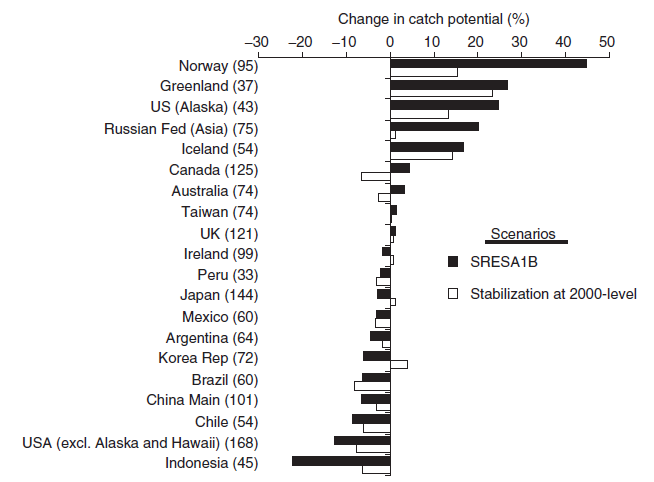 Change in catch potential (%)
–30 –20 –10 0 10 20 30 40 50
Norway (95)
Greenland (37)
US (Alaska) (43)
Russian Fed (Asia) (75)
Iceland (54)
Canada (125)
Australia (74)
Taiwan (74)
UK (121)
Ireland (99)
Peru (33)
Japan (144)
Mexico (60)
Argentina (64)
Korea Rep (72)
Brazil (60)
China Main (101)
Chile (54)
USA (excl. Alaska and Hawaii) (168)
Indonesia (45)
Scenarios
SRESA1B
Stabilization at 2000-level